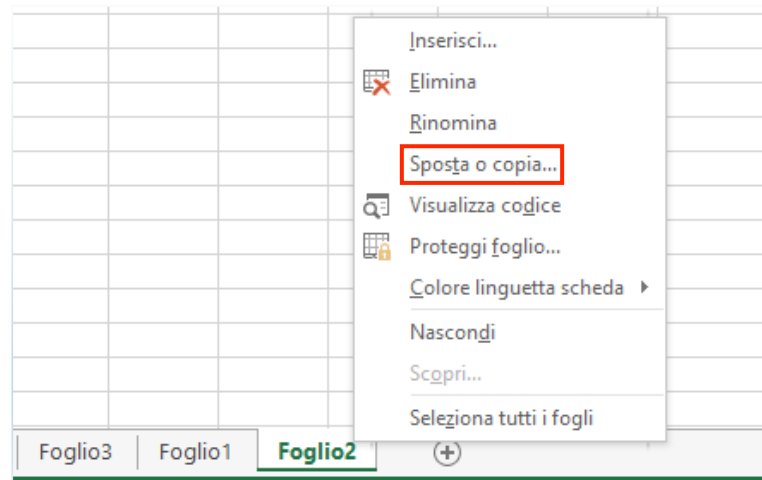 Inserisci...
Elimina
Rinomina
Sposta o copia...
Visualizza codice
Proteggi foglio...
Colore linguetta scheda
Nascondi
Scopri...
Seleziona tutti i fogli
Foglio3 Foglio1 Foglio2